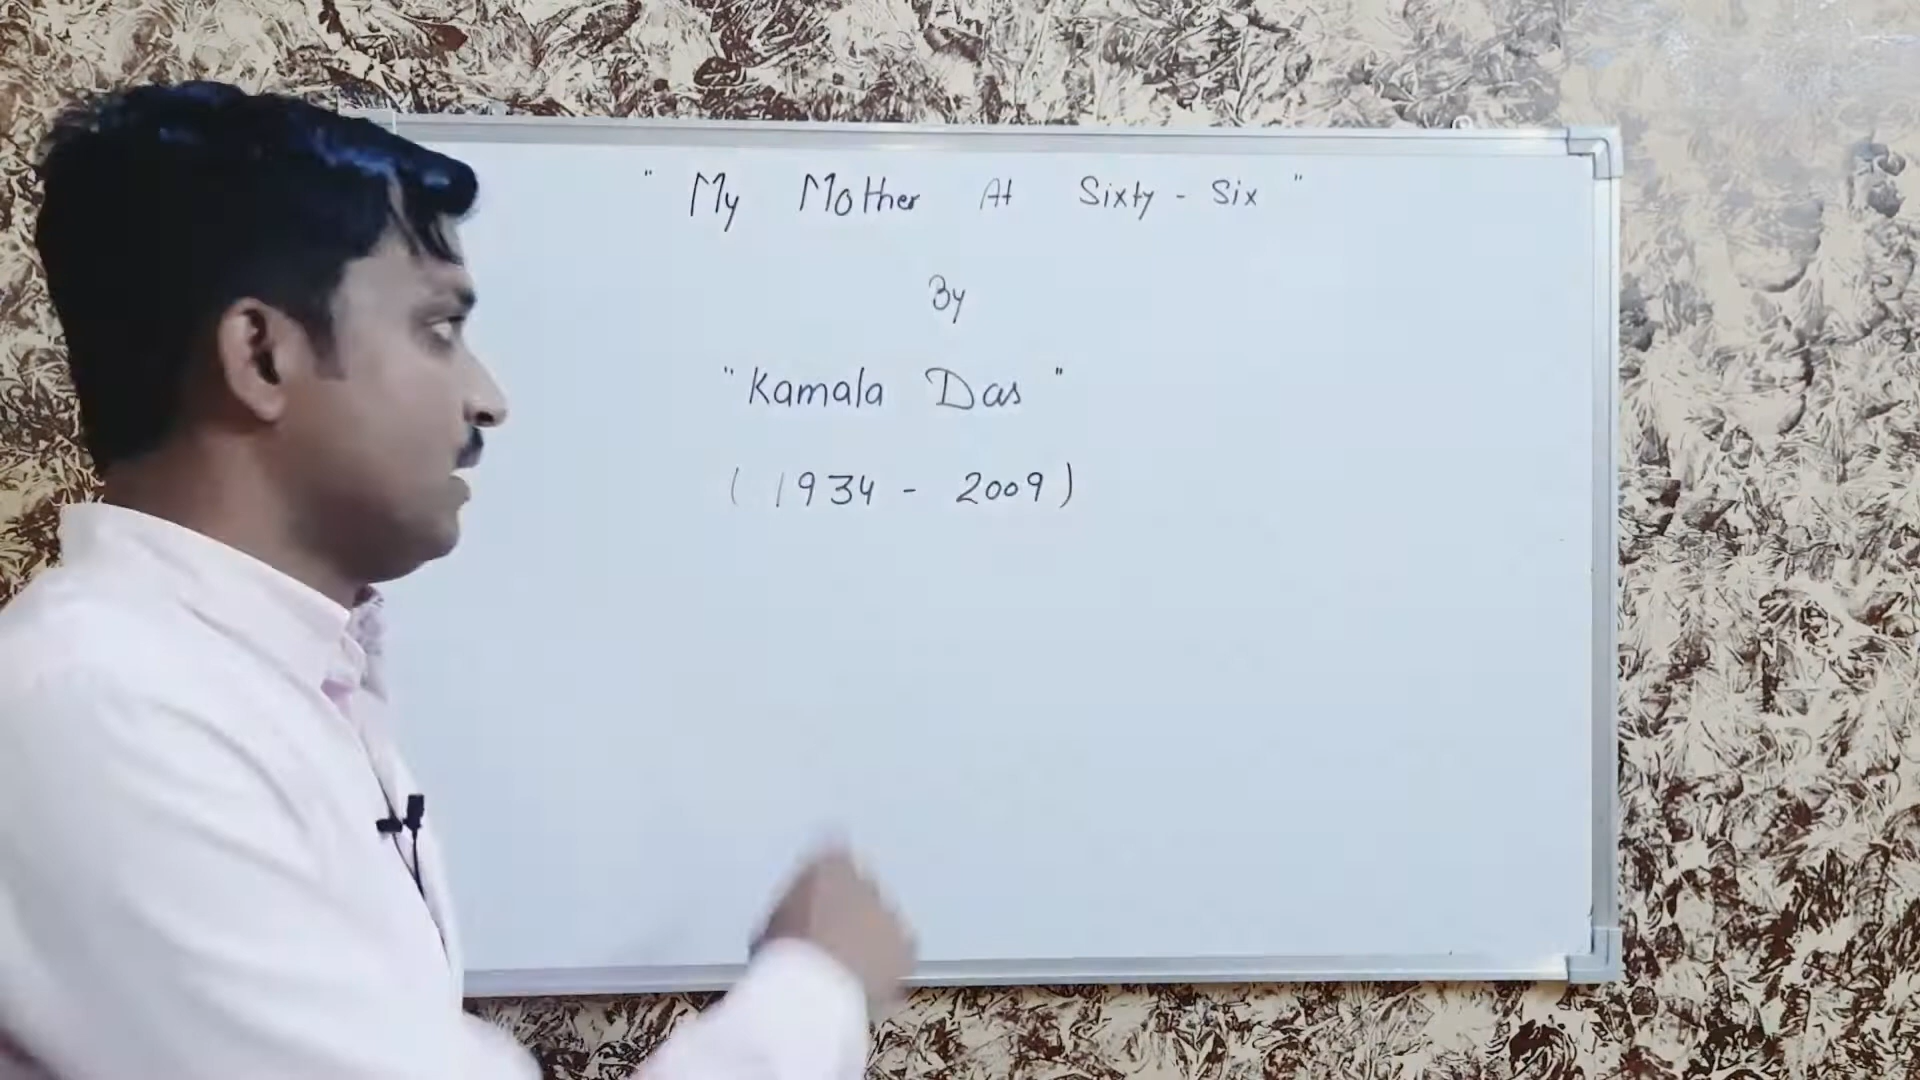 " My Mother At Sixty - Six "
By
" Kamala Das "
( 1934 - 2009 )